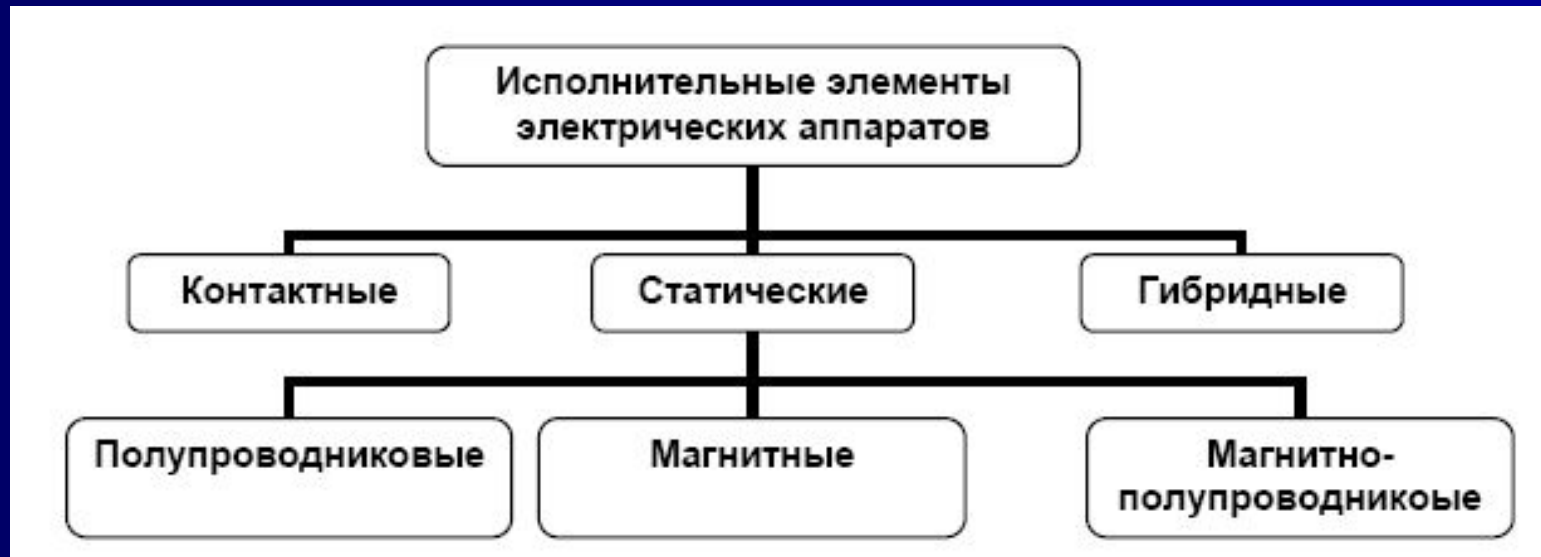 Исполнительные элементы
электрических аппаратов
Контактные
Статические
Гибридные
Полупроводниковые
Магнитные
Магнитно-
полупроводникоые